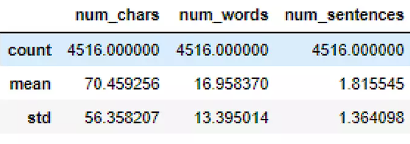 num_chars num_words num_sentences
count 4516.000000 4516.000000 4516.000000
mean 70.459256 16.958370 1.815545
std 56.358207 13.395014 1.364098